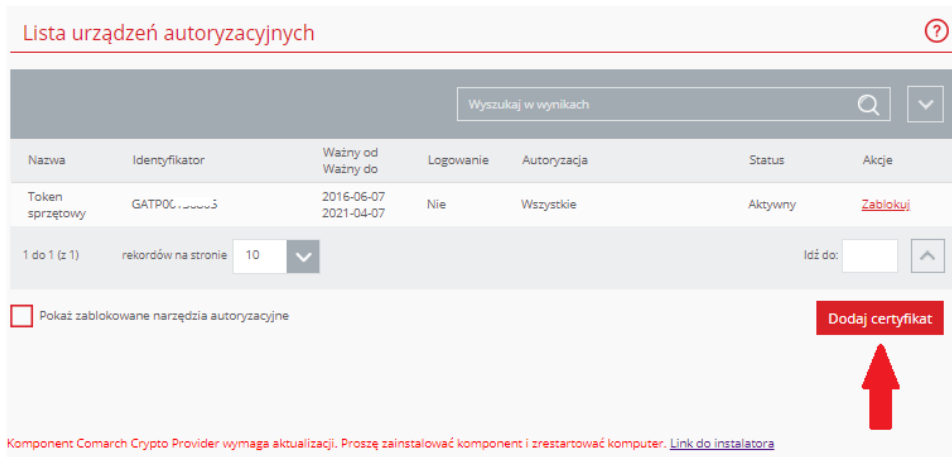 Lista urządzeń autoryzacyjnych
?
Wyszukaj w wynikach
Nazwa Identyfikator Ważny od Ważny do Logowanie Autoryzacja Status Akcje
Token sprzętowy 2016-06-07 2021-04-07 Nie Wszystkie Aktywny Zablokuj
1 do 1 (z 1) rekordów na stronie 10 Idź do:
Pokaż zablokowane narzędzia autoryzacyjne
Dodaj certyfikat
Komponent Comarch Crypto Provider wymaga aktualizacji. Proszę zainstalować komponent i zrestartować komputer. Link do instalatora